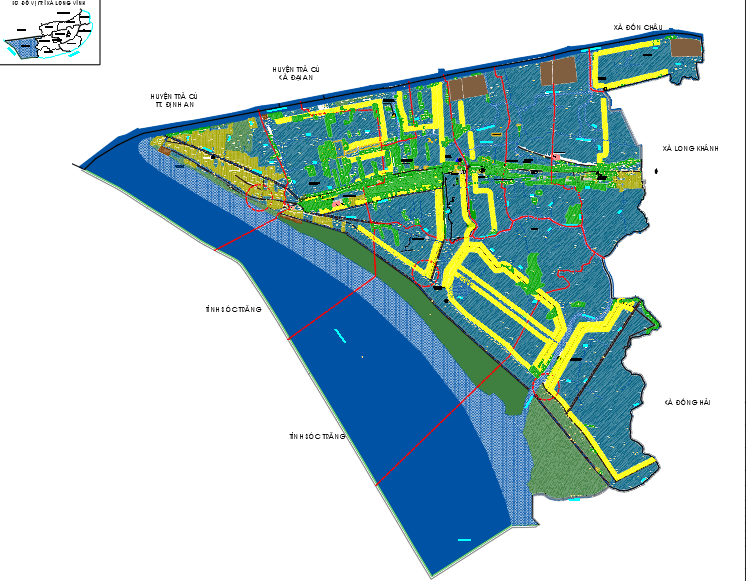 SƠ ĐỒ VỊ TRÍ XÃ LONG VĨNH
XÃ ĐÔN CHÂU
HUYỆN TRÀ CÚ
XÃ ĐẠI AN
HUYỆN TRÀ CÚ
TT. ĐỊNH AN
XÃ LONG KHÁNH
TỈNH SÓC TRĂNG
XÃ ĐÔNG HẢI
TỈNH SÓC TRĂNG